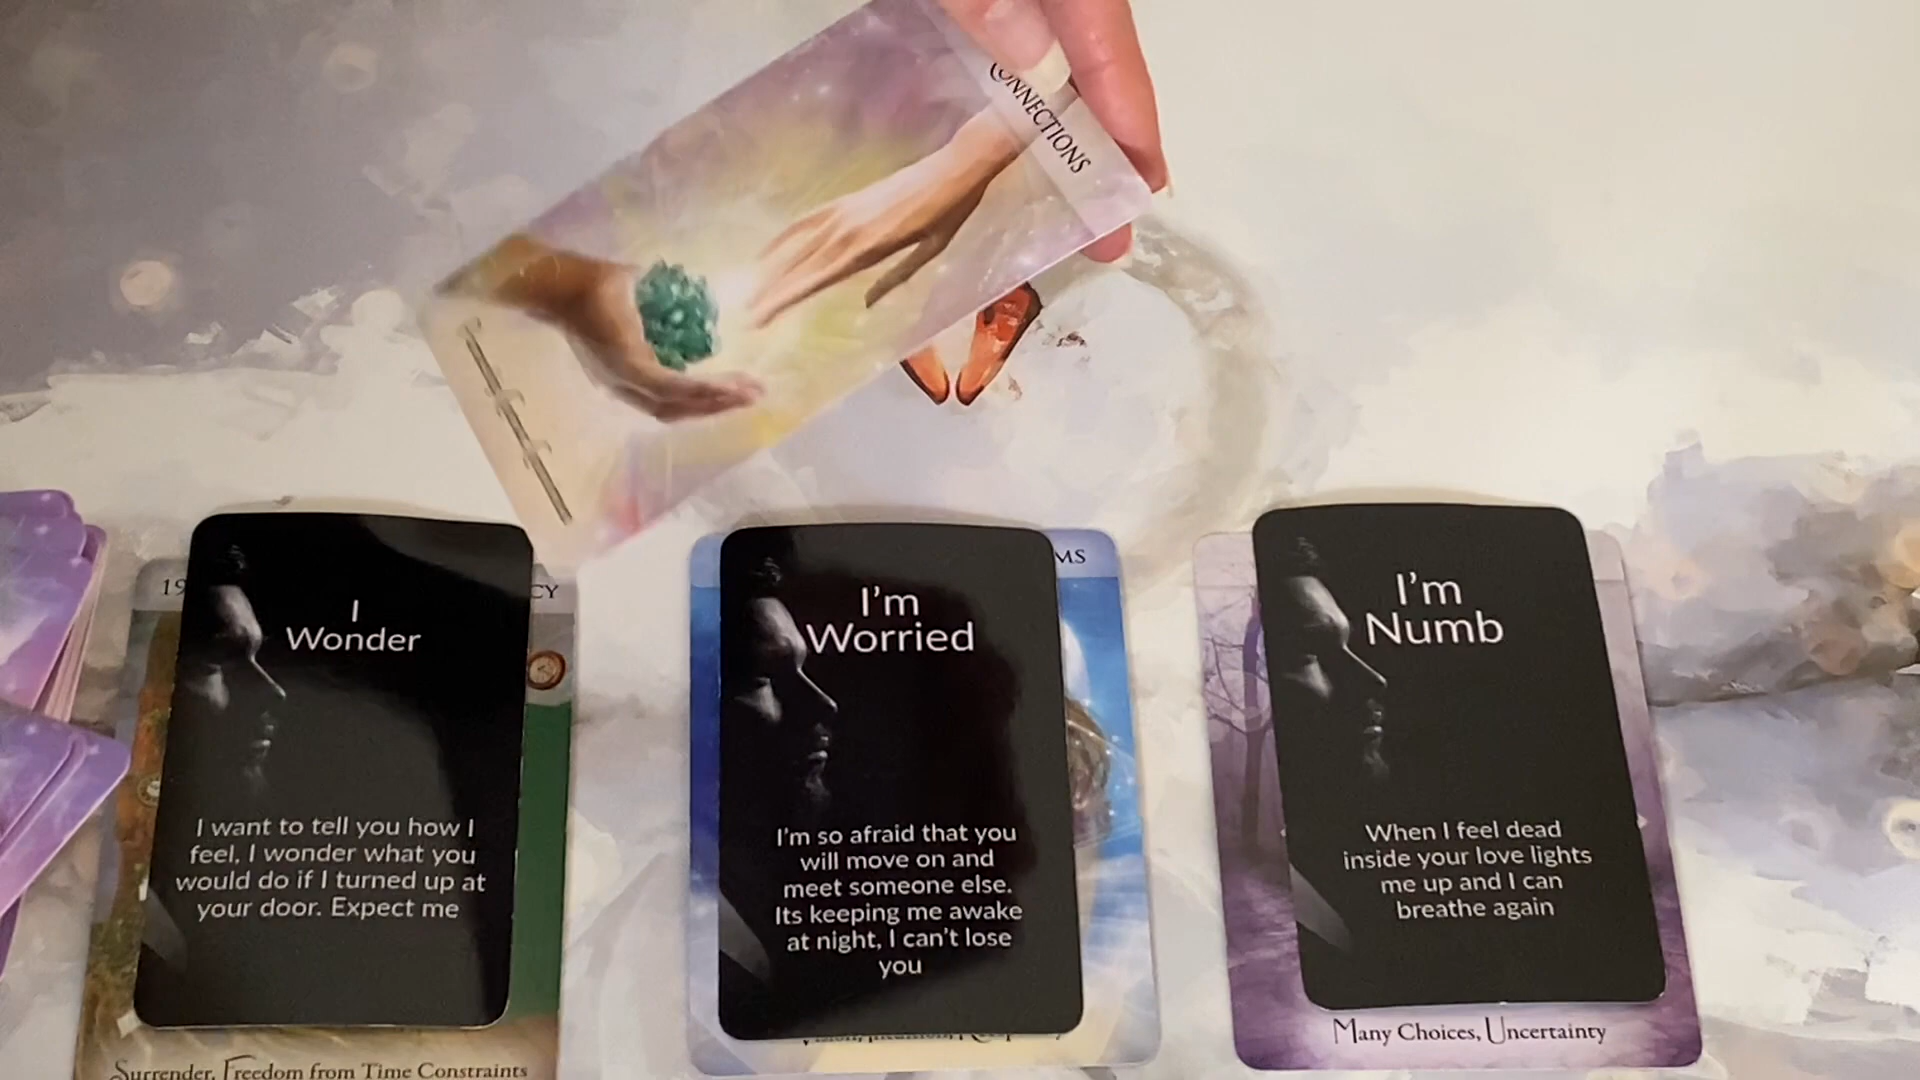 CONNECTIONS
19
CY
I
Wonder
I want to tell you how I
feel, I wonder what you
would do if I turned up at
your door. Expect me
Surrender, Freedom from Time Constraints
MS
I'm
Worried
I'm so afraid that you
will move on and
meet someone else.
Its keeping me awake
at night, I can't lose
you
I'm
Numb
When I feel dead
inside your love lights
me up and I can
breathe again
Many Choices, Uncertainty